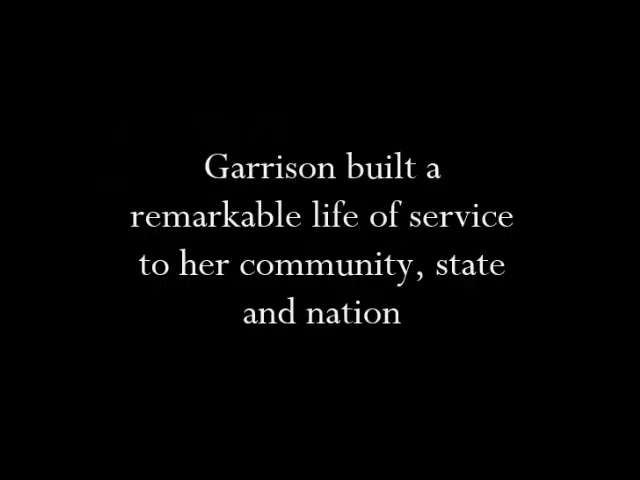 Garrison built a
remarkable life of service
to her community, state
and nation